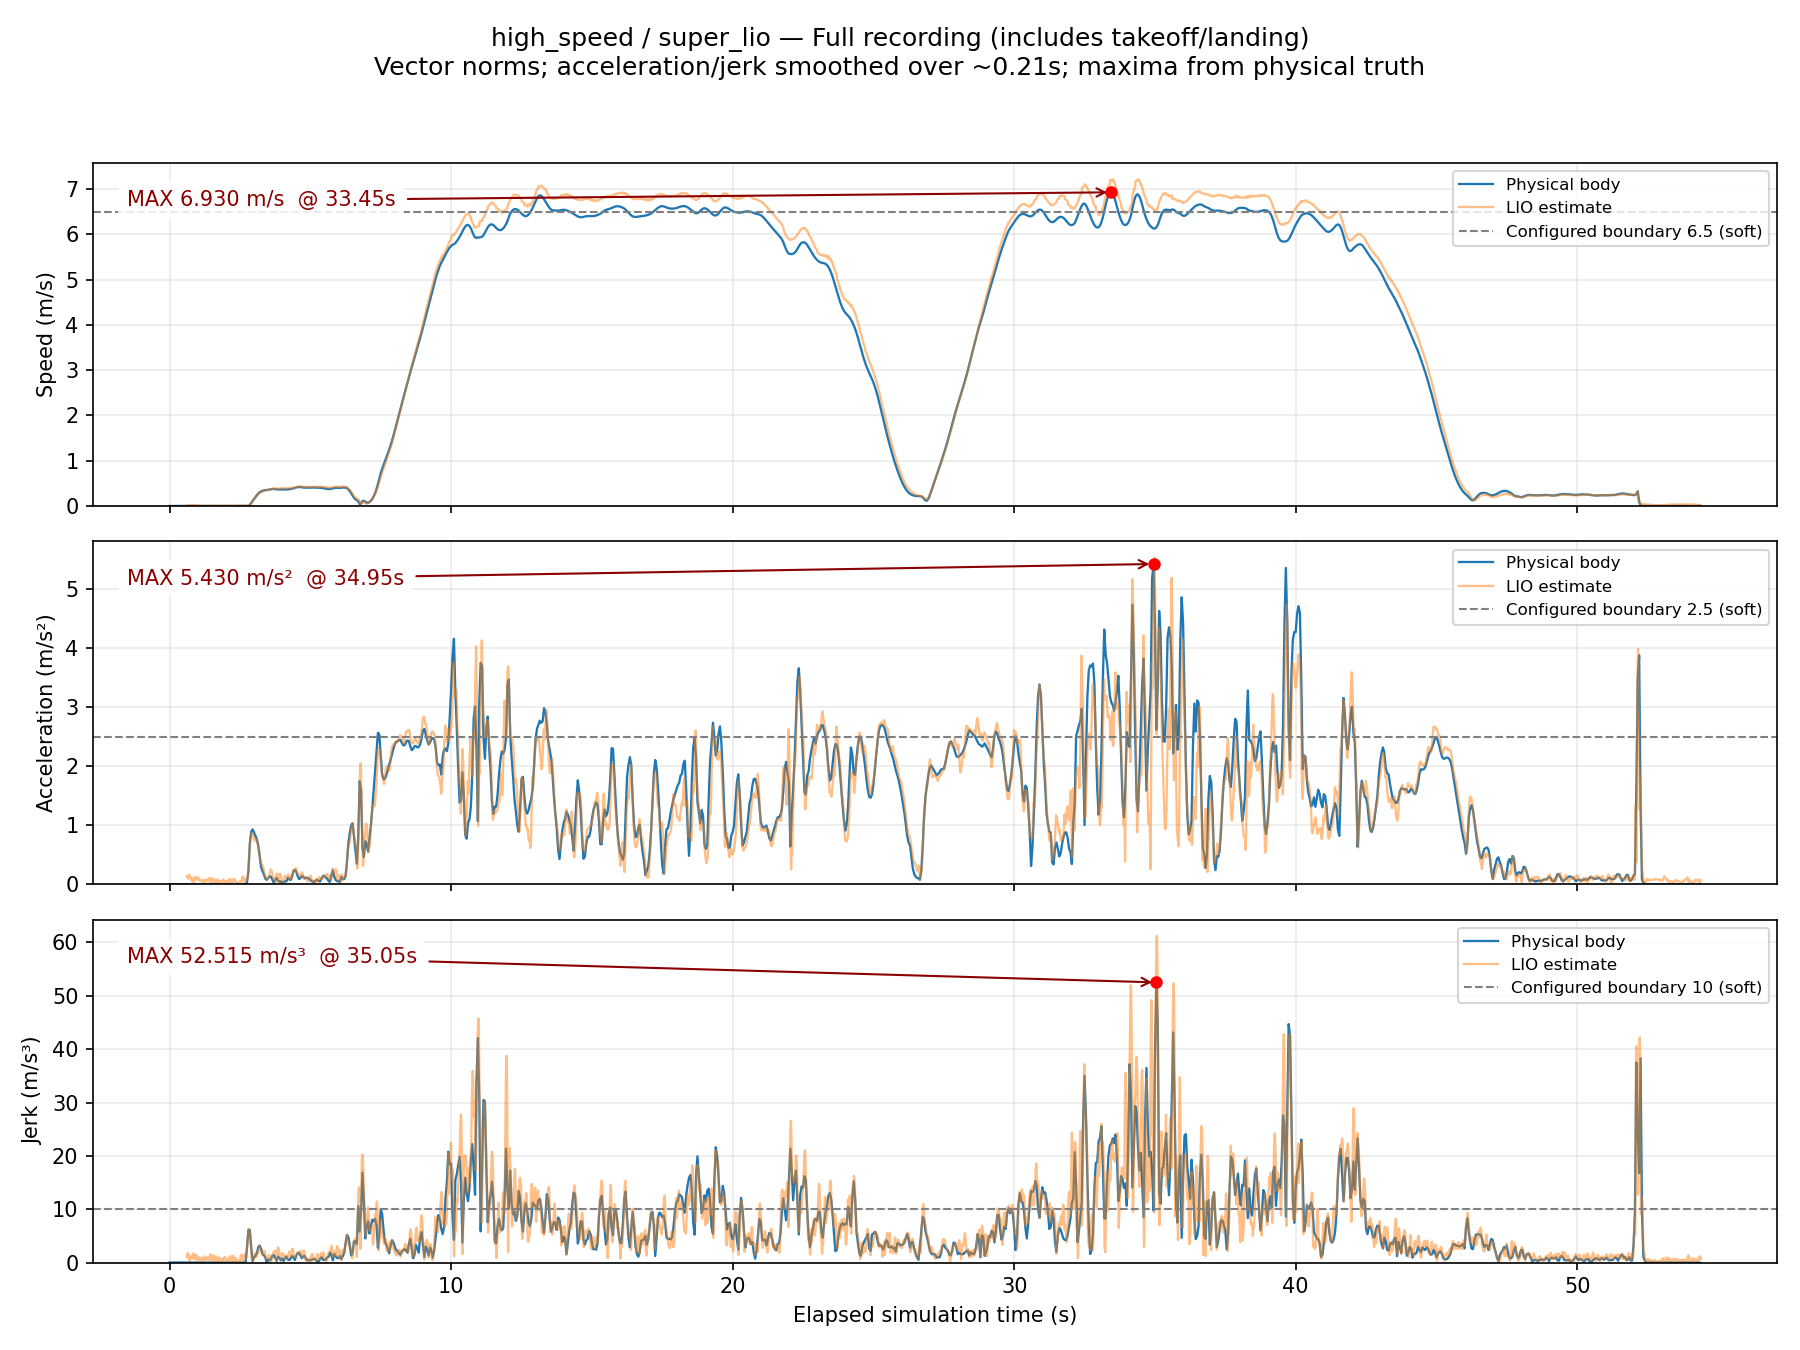 high_speed / super_lio — Full recording (includes takeoff/landing)
Vector norms; acceleration/jerk smoothed over ~0.21s; maxima from physical truth
MAX 6.930 m/s  @ 33.45s
Physical body
LIO estimate
Configured boundary 6.5 (soft)
Speed (m/s)
7
6
5
4
3
2
1
0
MAX 5.430 m/s²  @ 34.95s
Physical body
LIO estimate
Configured boundary 2.5 (soft)
Acceleration (m/s²)
5
4
3
2
1
0
MAX 52.515 m/s³  @ 35.05s
Physical body
LIO estimate
Configured boundary 10 (soft)
Jerk (m/s³)
60
50
40
30
20
10
0
0 10 20 30 40 50
Elapsed simulation time (s)